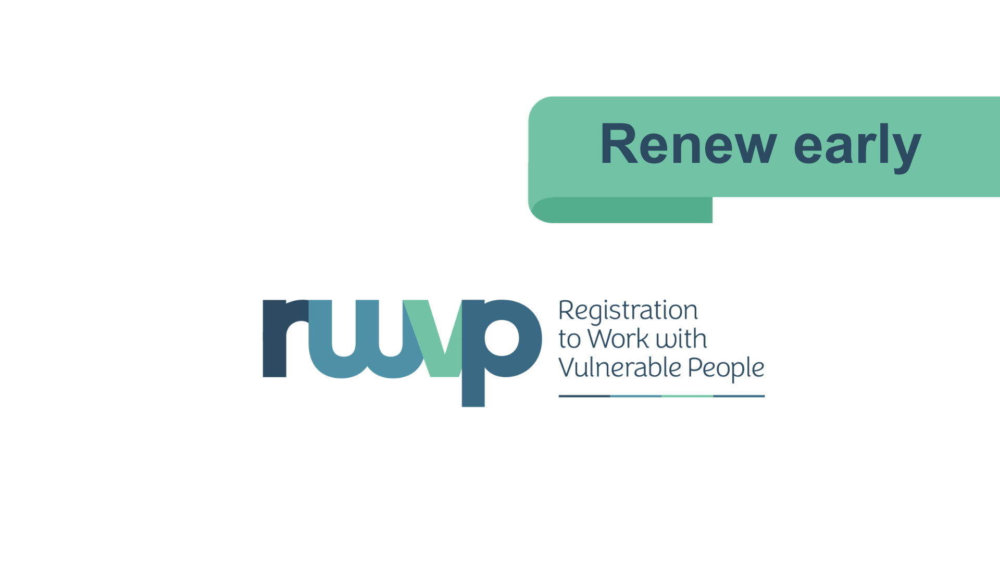 Renew early
rwvp
Registration
to Work with
Vulnerable People